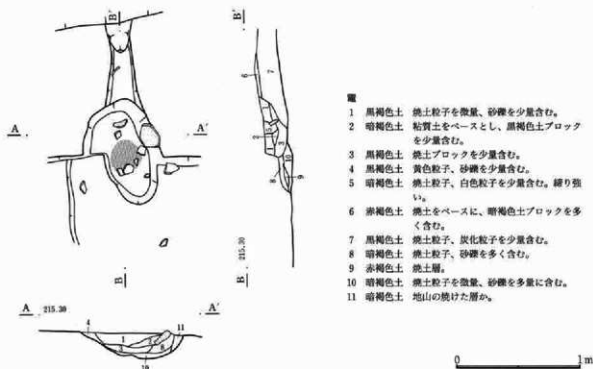 B′
B′
A
A′
B
B
215.30
6
7
3
10
8
9
A 215.30
A′
4
1
2
11
3
8
10
竈
1 黒褐色土 焼土粒子を微量、砂礫を少量含む。
2 暗褐色土 粘質土をベースとし、黒褐色土ブロック
を少量含む。
3 黒褐色土 焼土ブロックを少量含む。
4 黒褐色土 黄色粒子、砂礫を少量含む。
5 暗褐色土 焼土粒子、白色粒子を少量含む。締り強
い。
6 赤褐色土 焼土をベースに、暗褐色土ブロックを多
く含む。
7 黒褐色土 焼土粒子、炭化粒子を少量含む。
8 暗褐色土 焼土粒子、砂礫を多く含む。
9 赤褐色土 焼土層。
10 暗褐色土 焼土粒子を微量、砂礫を多量に含む。
11 暗褐色土 地山の焼けた層か。
0 1m